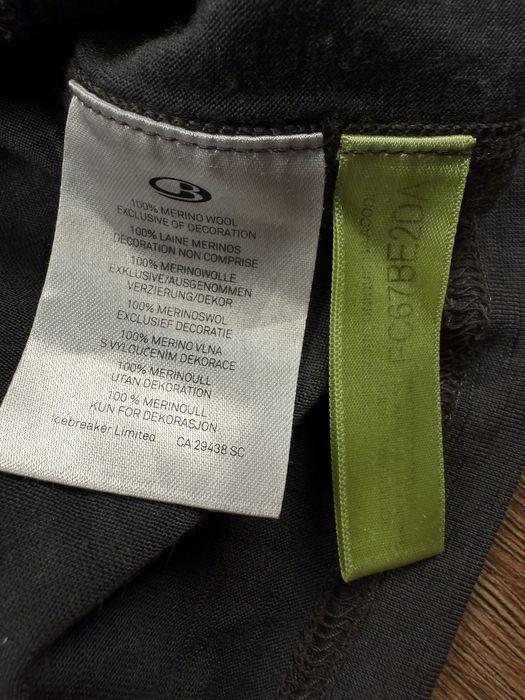 100% MERINO WOOL
EXCLUSIVE OF DECORATION
100% LAINE MERINOS
DECORATION NON COMPRISE
100% MERINOWOLLE
EXKLUSIVE/AUSGENOMMEN
VERZIERUNG/DEKOR
100% MERINOSWOL
EXCLUSIEF DECORATIE
100% MERINO VLNA
S VYLOUČENIM DEKORACE
100% MERINOULL
UTAN DEKORATION
100 % MERINOULL
KUN FOR DEKORASJON
Icebreaker Limited CA 29438 SC
FC67BE2DA